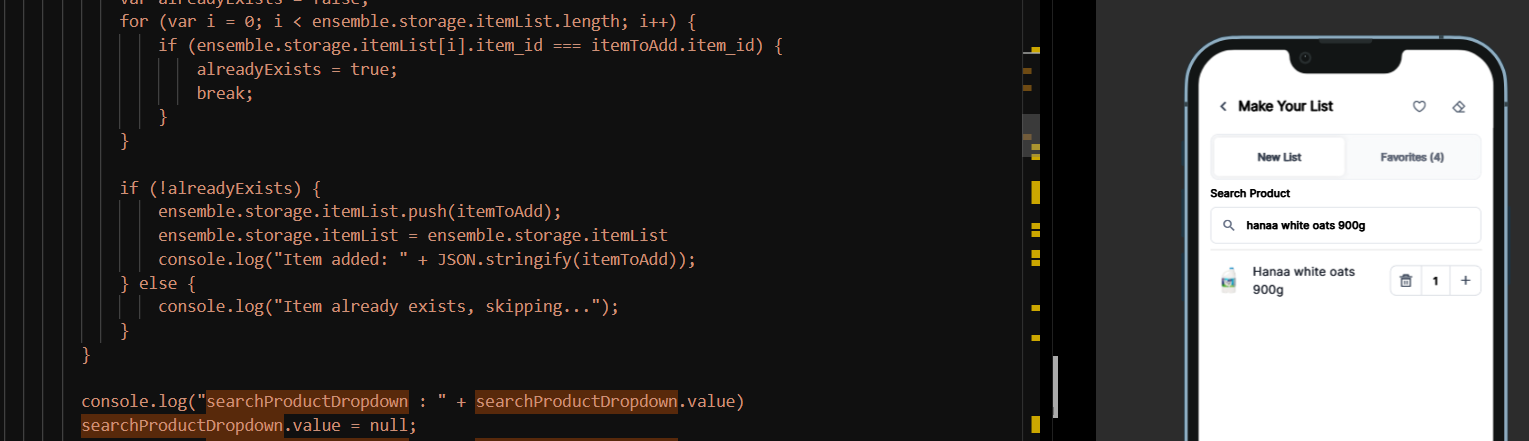 var alreadyExists = false;
for (var i = 0; i < ensemble.storage.itemList.length; i++) {
if (ensemble.storage.itemList[i].item_id === itemToAdd.item_id) {
alreadyExists = true;
break;
}
}
if (!alreadyExists) {
ensemble.storage.itemList.push(itemToAdd);
ensemble.storage.itemList = ensemble.storage.itemList
console.log("Item added: " + JSON.stringify(itemToAdd));
} else {
console.log("Item already exists, skipping...");
}
}
console.log("searchProductDropdown : " + searchProductDropdown.value)
searchProductDropdown.value = null;
Make Your List
New List Favorites (4)
Search Product
hanaa white oats 900g
Hanaa white oats
900g
1